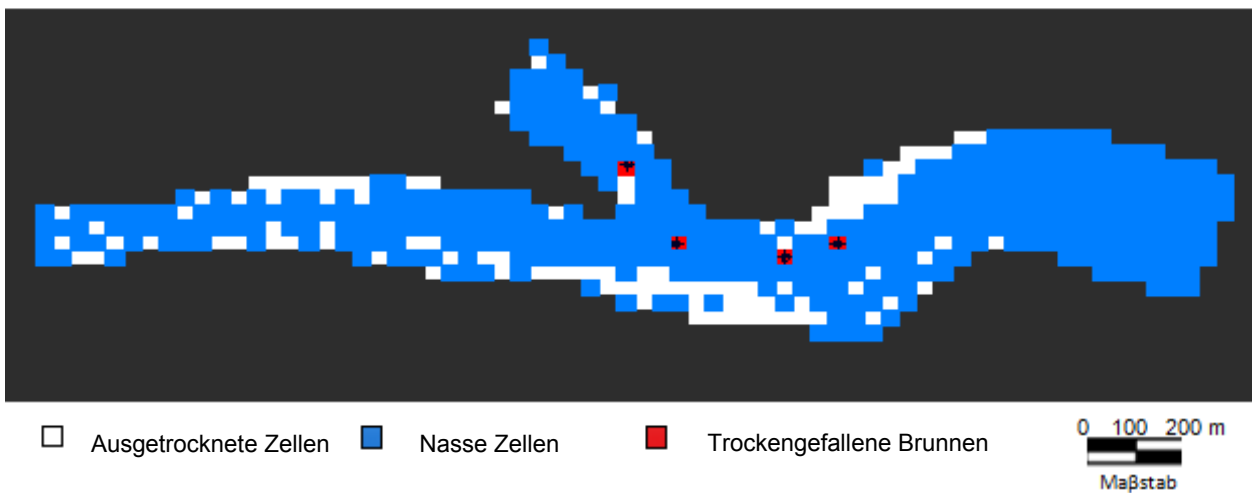 Ausgetrocknete Zellen
Nasse Zellen
Trockengefallene Brunnen
0 100 200 m
Maβstab